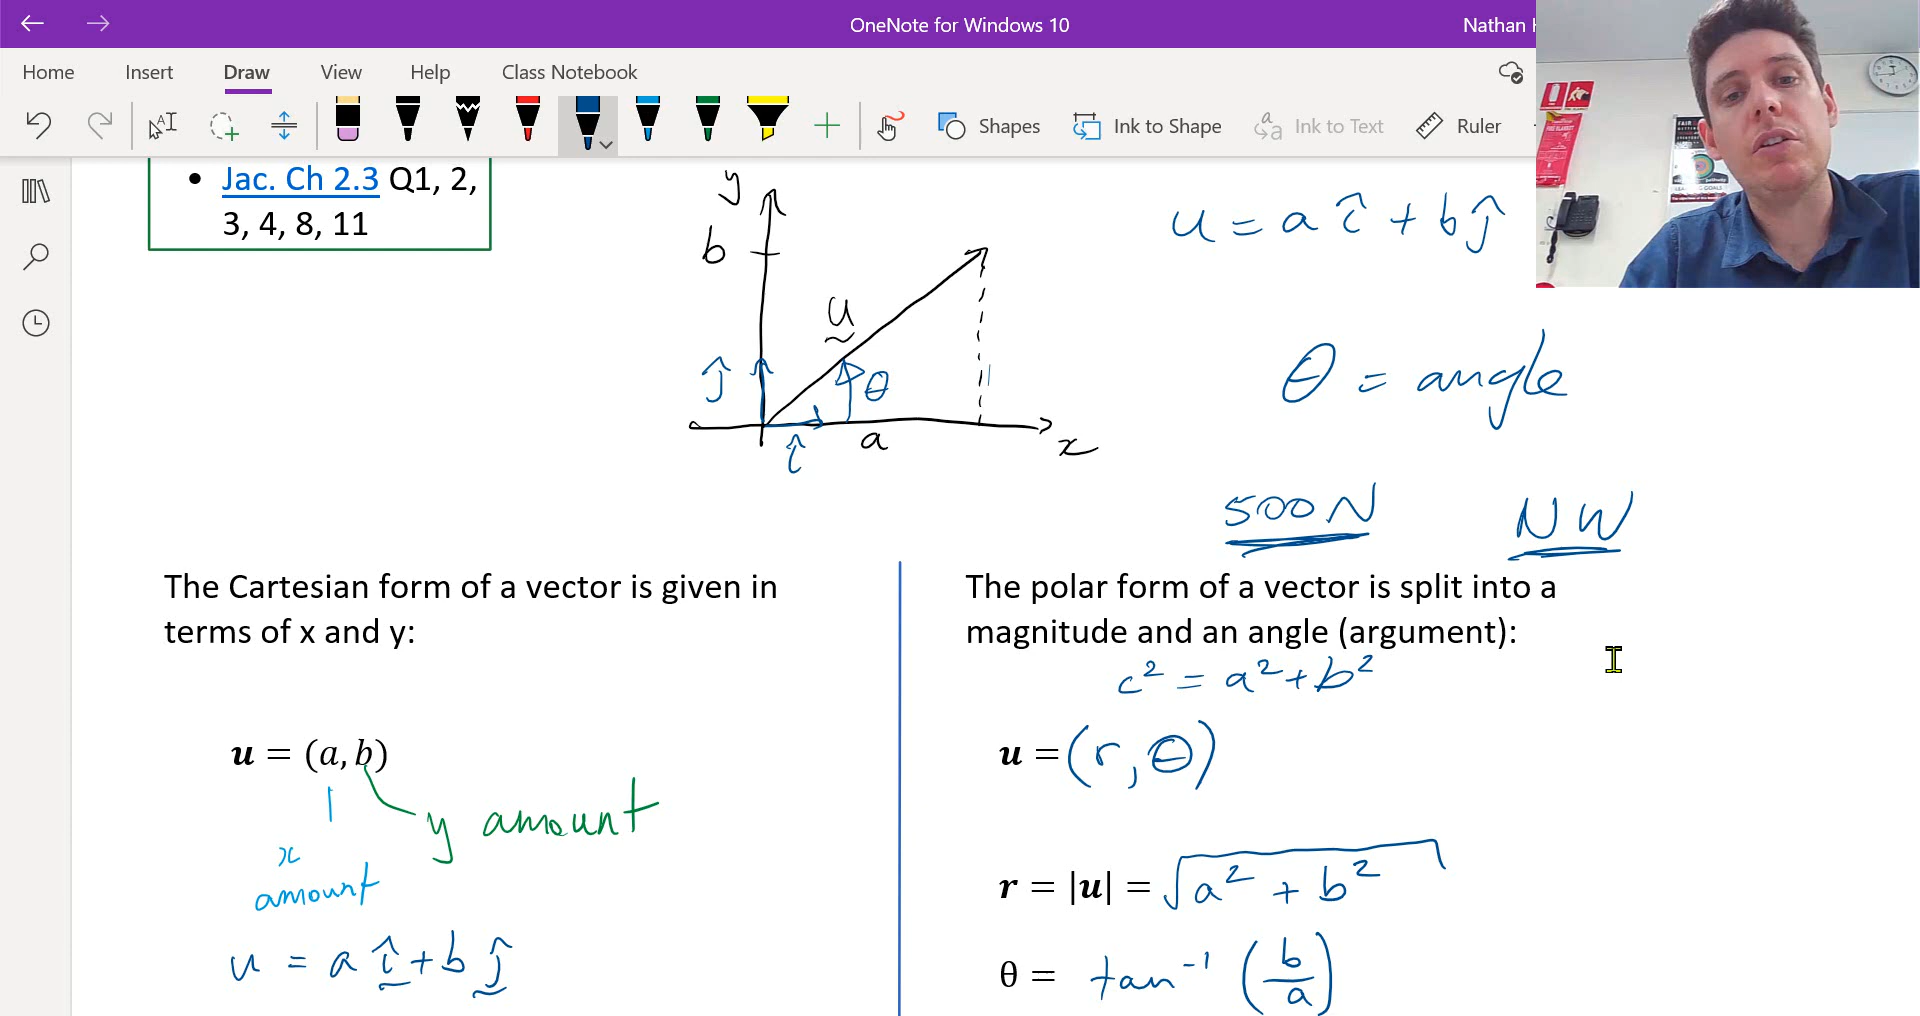 OneNote for Windows 10
Nathan
Home Insert Draw View Help Class Notebook
Shapes Ink to Shape Ink to Text Ruler
• Jac. Ch 2.3 Q1, 2,
3, 4, 8, 11
y
b
u
ĵ
θ
î
a
x
u = a î + b ĵ
θ = angle
500N NW
The Cartesian form of a vector is given in
terms of x and y:
u = (a, b)
y amount
x
amount
u = a î + b ĵ
The polar form of a vector is split into a
magnitude and an angle (argument):
c² = a² + b²
u = (r, θ)
r = |u| = √a² + b²
θ = tan⁻¹ (b/a)